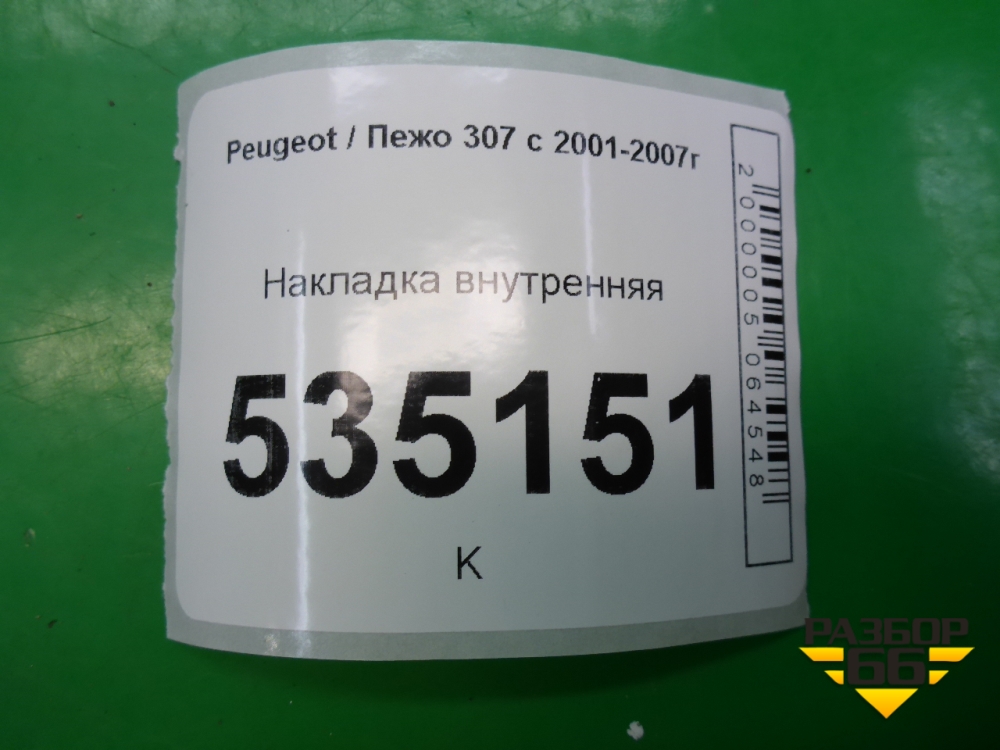 Peugeot / Пежо 307 с 2001-2007г
Накладка внутренняя
535151
К
2000005064548
РАЗБОР
66